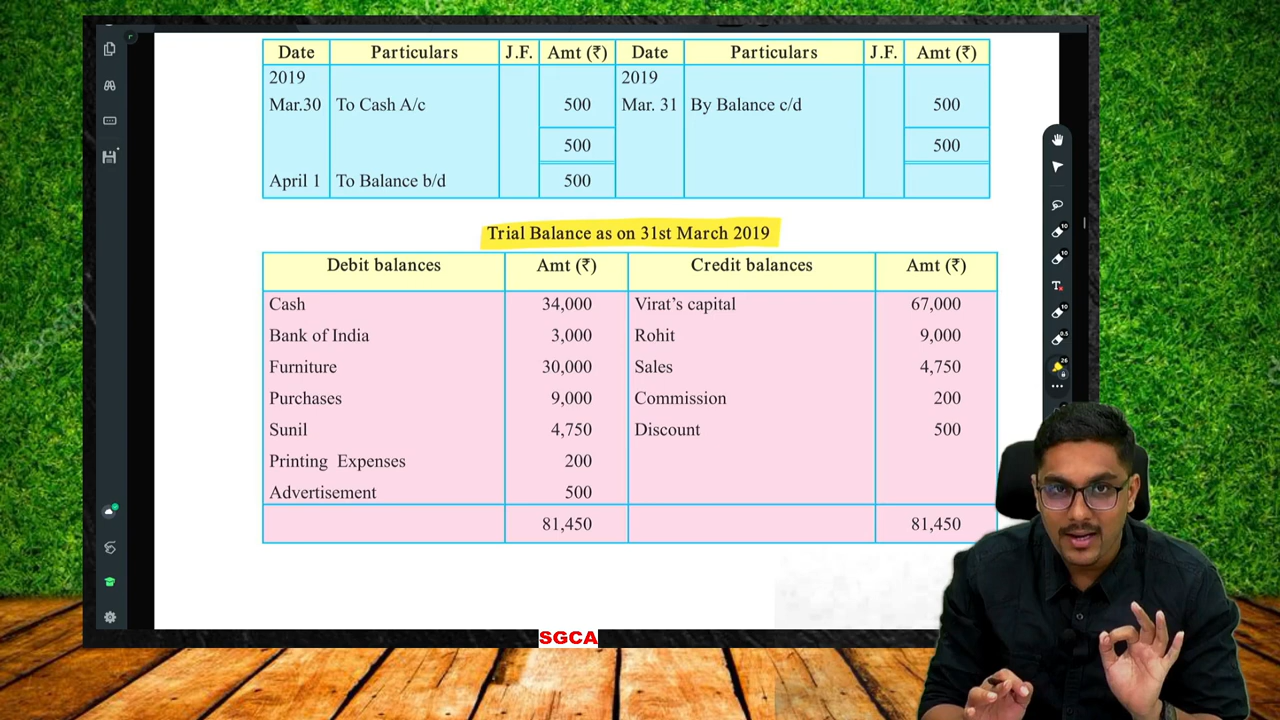 Date Particulars J.F. Amt (₹) Date Particulars J.F. Amt (₹)
2019 2019
Mar.30 To Cash A/c 500 Mar. 31 By Balance c/d 500
500 500
April 1 To Balance b/d 500
Trial Balance as on 31st March 2019
Debit balances Amt (₹) Credit balances Amt (₹)
Cash 34,000 Virat's capital 67,000
Bank of India 3,000 Rohit 9,000
Furniture 30,000 Sales 4,750
Purchases 9,000 Commission 200
Sunil 4,750 Discount 500
Printing Expenses 200
Advertisement 500
81,450 81,450
SGCA